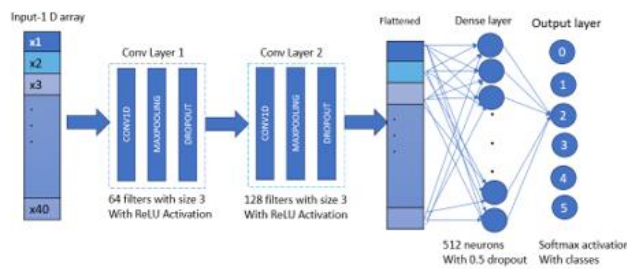 Input-1 D array
x1
x2
x3
x40
Conv Layer 1
CONV1D
MAXPOOLING
DROPOUT
64 filters with size 3
With ReLU Activation
Conv Layer 2
CONV1D
MAXPOOLING
DROPOUT
128 filters with size 3
With ReLU Activation
Flattened
Dense layer
512 neurons
With 0.5 dropout
Output layer
0
1
2
3
4
5
Softmax activation
With classes